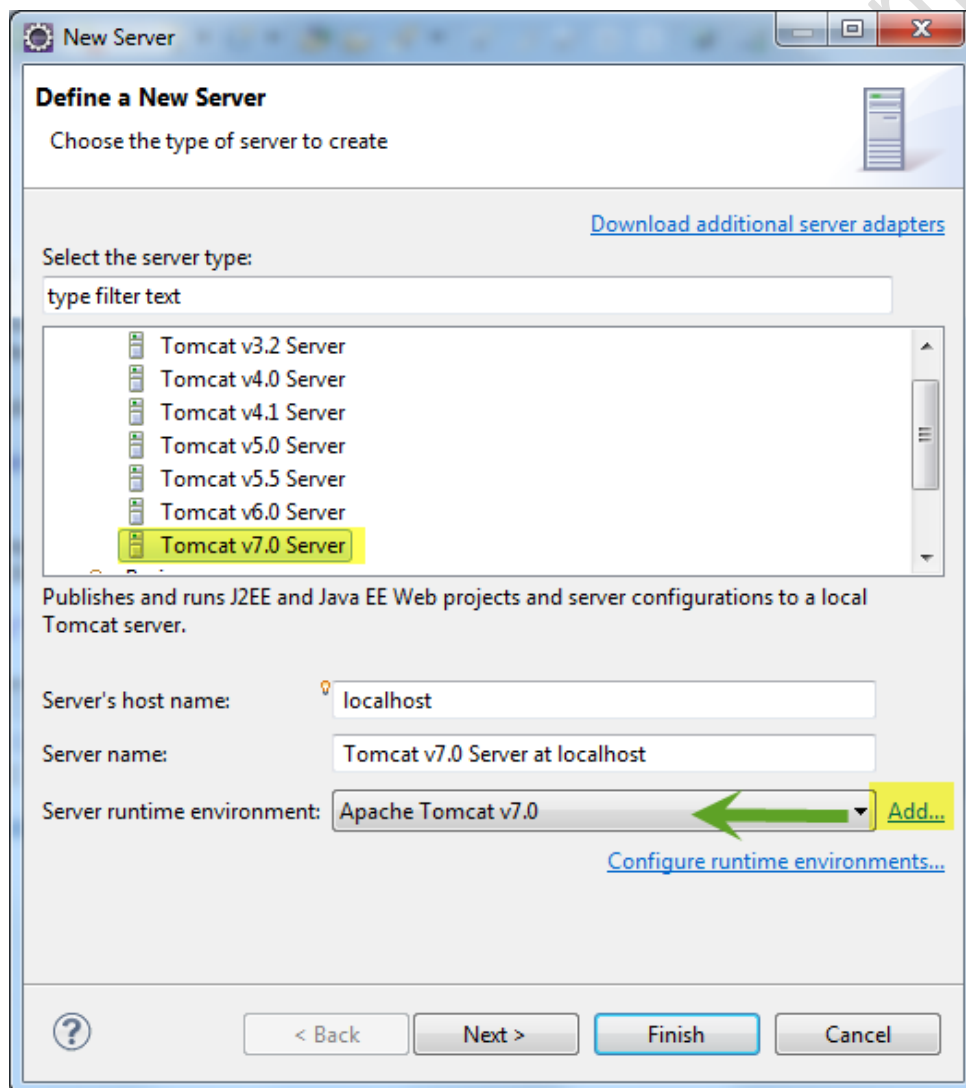 New Server
Define a New Server
Choose the type of server to create
Download additional server adapters
Select the server type:
type filter text
Tomcat v3.2 Server
Tomcat v4.0 Server
Tomcat v4.1 Server
Tomcat v5.0 Server
Tomcat v5.5 Server
Tomcat v6.0 Server
Tomcat v7.0 Server
Publishes and runs J2EE and Java EE Web projects and server configurations to a local
Tomcat server.
Server's host name: localhost
Server name: Tomcat v7.0 Server at localhost
Server runtime environment: Apache Tomcat v7.0 Add...
Configure runtime environments...
? < Back Next > Finish Cancel